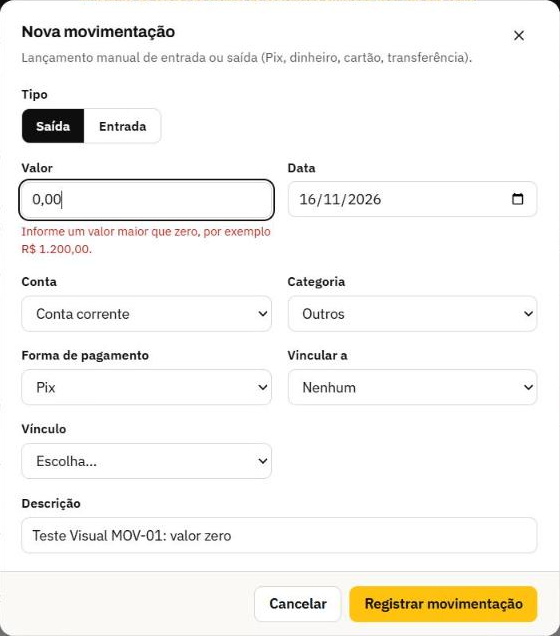 Nova movimentação
Lançamento manual de entrada ou saída (Pix, dinheiro, cartão, transferência).
Tipo
Saída
Entrada
Valor
Data
0,00
16/11/2026
Informe um valor maior que zero, por exemplo
R$ 1.200,00.
Conta
Categoria
Conta corrente
Outros
Forma de pagamento
Vincular a
Pix
Nenhum
Vínculo
Escolha...
Descrição
Teste Visual MOV-01: valor zero
Cancelar
Registrar movimentação